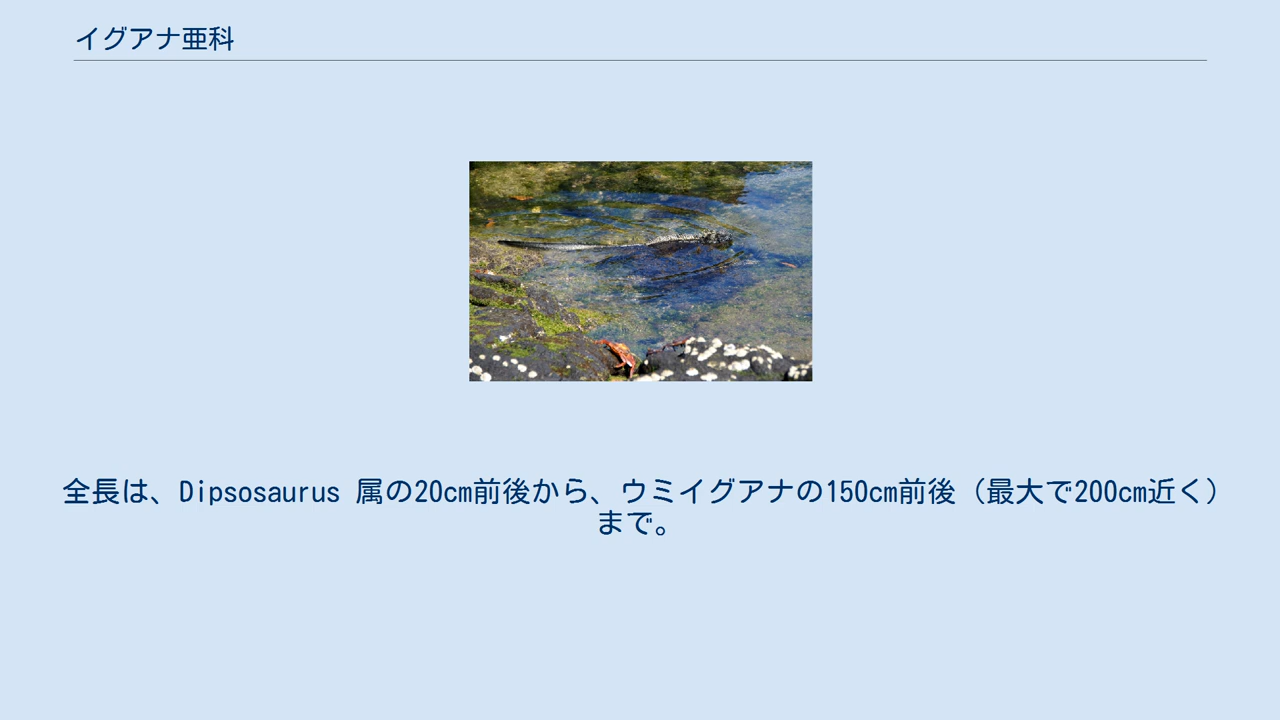 イグアナ亜科
全長は、Dipsosaurus 属の20cm前後から、ウミイグアナの150cm前後（最大で200cm近く）
まで。